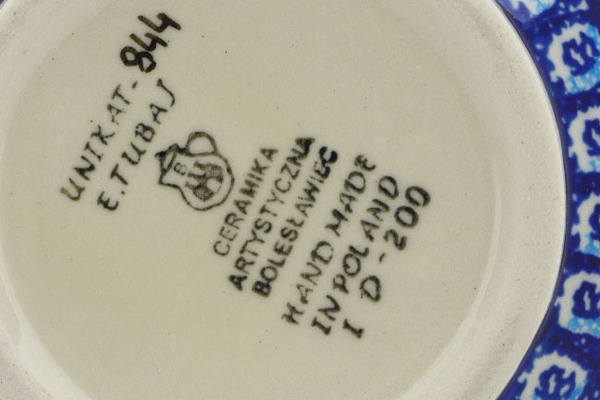 UNIKAT-844
E.TUBAJ
B
CERAMIKA
ARTYSTYCZNA
BOLESŁAWIEC
HAND MADE
IN POLAND
I D-200